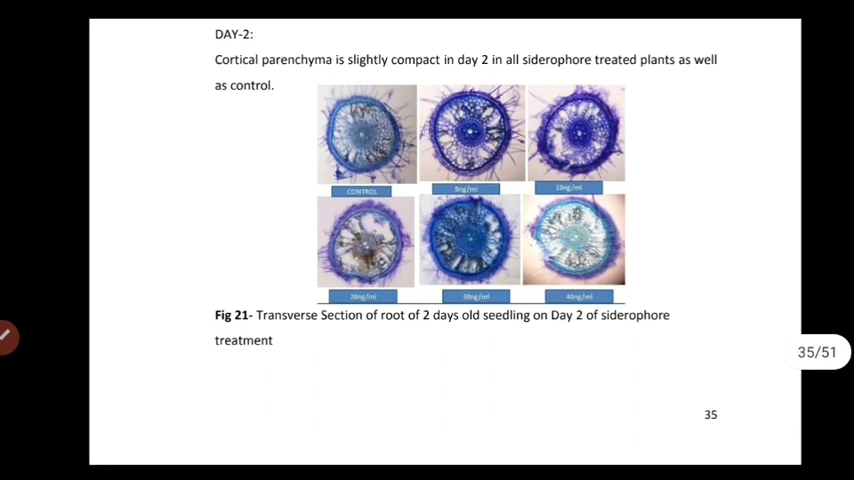 DAY-2:
Cortical parenchyma is slightly compact in day 2 in all siderophore treated plants as well
as control.
CONTROL
5ng/ml
10ng/ml
20ng/ml
30ng/ml
40ng/ml
Fig 21- Transverse Section of root of 2 days old seedling on Day 2 of siderophore
treatment
35/51
35